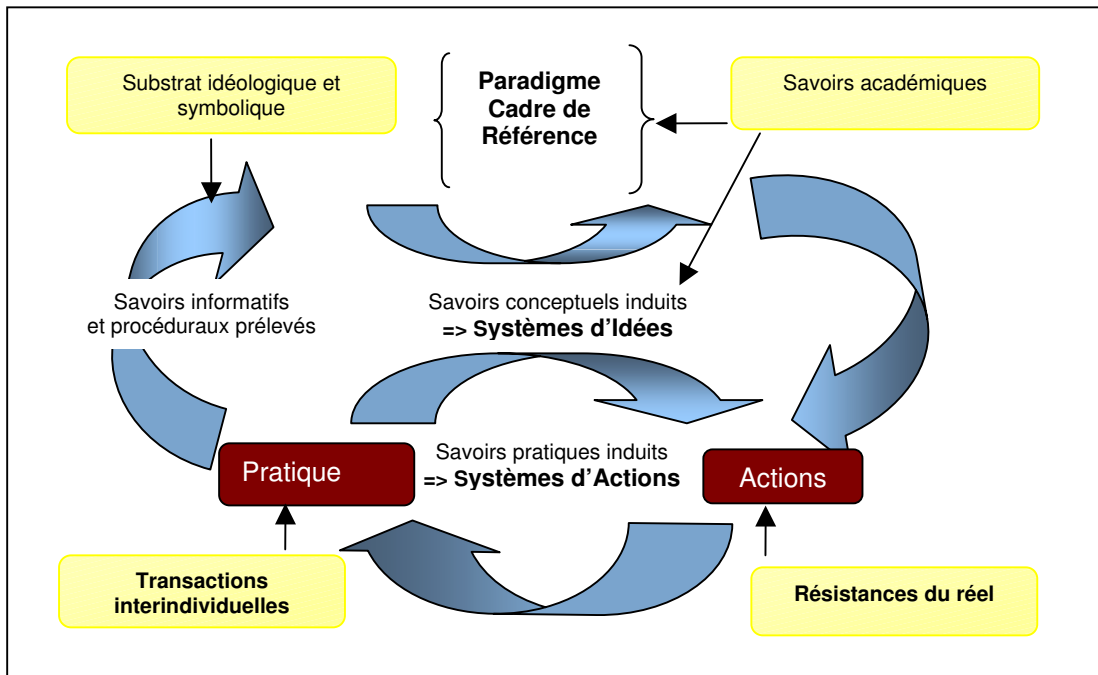 Substrat idéologique et
symbolique
Paradigme
Cadre de
Référence
Savoirs académiques
Savoirs informatifs
et procéduraux prélevés
Savoirs conceptuels induits
=> Systèmes d’Idées
Savoirs pratiques induits
=> Systèmes d’Actions
Pratique
Actions
Transactions
interindividuelles
Résistances du réel